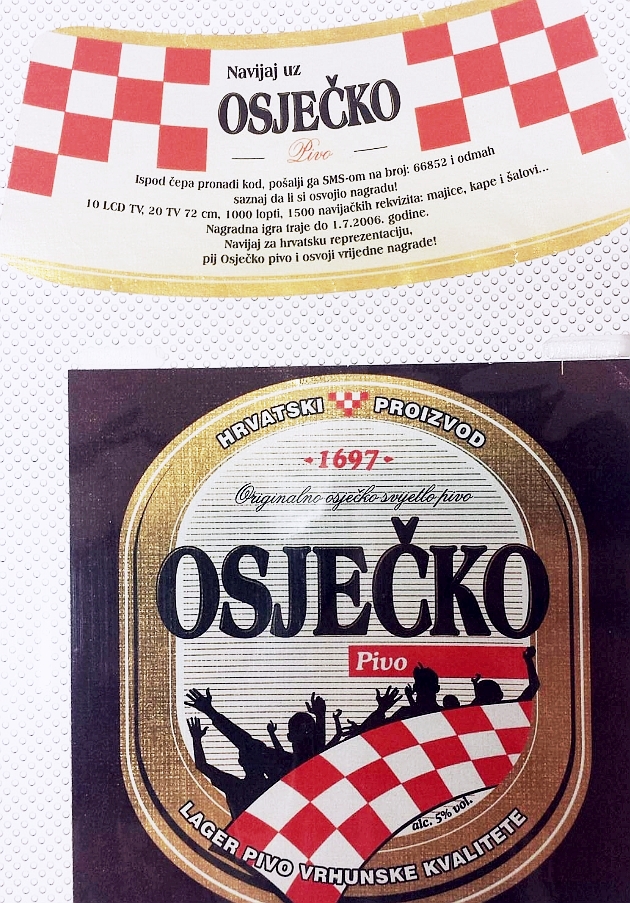 Navijaj uz
OSJEČKO
Pivo
Ispod čepa pronađi kod, pošalji ga SMS-om na broj: 66852 i odmah
saznaj da li si osvojio nagradu!
10 LCD TV, 20 TV 72 cm, 1000 lopti, 1500 navijačkih rekvizita: majice, kape i šalovi...
Nagradna igra traje do 1.7.2006. godine.
Navijaj za hrvatsku reprezentaciju,
pij Osječko pivo i osvoji vrijedne nagrade!
HRVATSKI PROIZVOD
1697
Originalno osječko svijetlo pivo
OSJEČKO
Pivo
alc. 5% vol.
LAGER PIVO VRHUNSKE KVALITETE